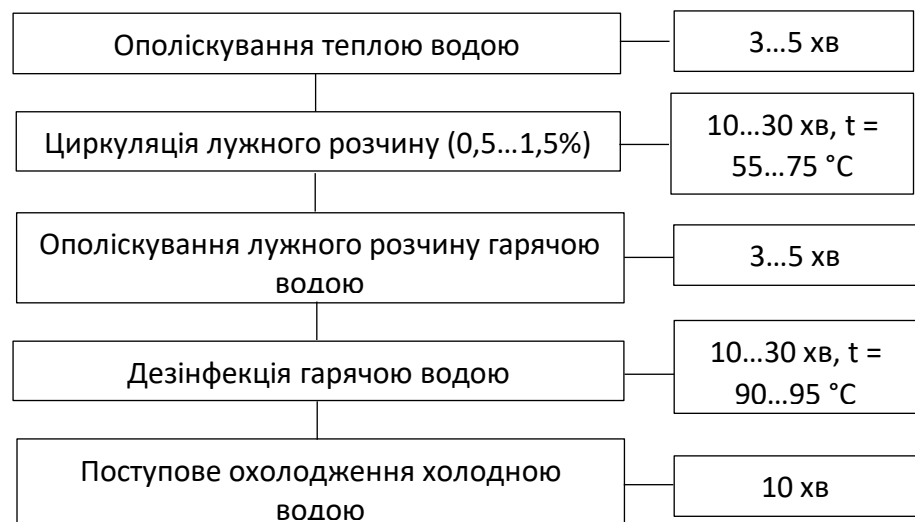 Ополіскування теплою водою
3…5 хв
Циркуляція лужного розчину (0,5…1,5%)
10…30 хв, t =
55…75 °C
Ополіскування лужного розчину гарячою
водою
3…5 хв
Дезінфекція гарячою водою
10…30 хв, t =
90…95 °C
Поступове охолодження холодною
водою
10 хв